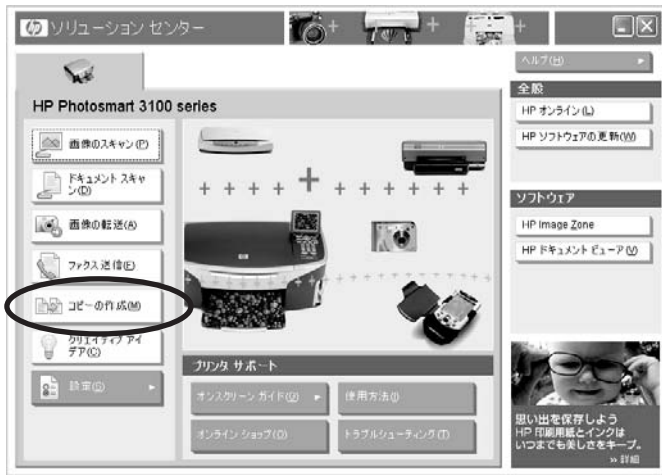 hp ソリューション センター
ヘルプ(H)
HP Photosmart 3100 series
画像のスキャン(P)
ドキュメント スキャ
ン(D)
画像の転送(A)
ファクス送信(E)
コピーの作成(M)
クリエイティブ アイ
デア(C)
設定(S)
プリンタ サポート
オンスクリーン ガイド(U)
使用方法(I)
オンライン ショップ(O)
トラブルシューティング(T)
全般
HP オンライン(L)
HP ソフトウェアの更新(W)
ソフトウェア
HP Image Zone
HP ドキュメント ビューア(V)
思い出を保存しよう
HP 印刷用紙とインクは
いつまでも美しさをキープ。
» 詳細